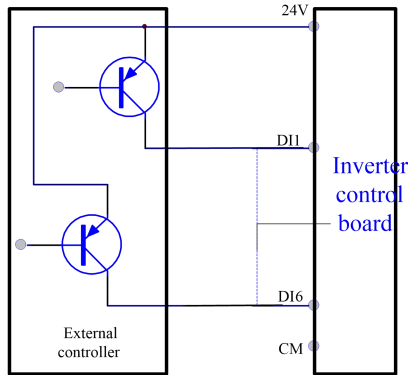 24V
DI1
Inverter
control
board
DI6
External
controller
CM